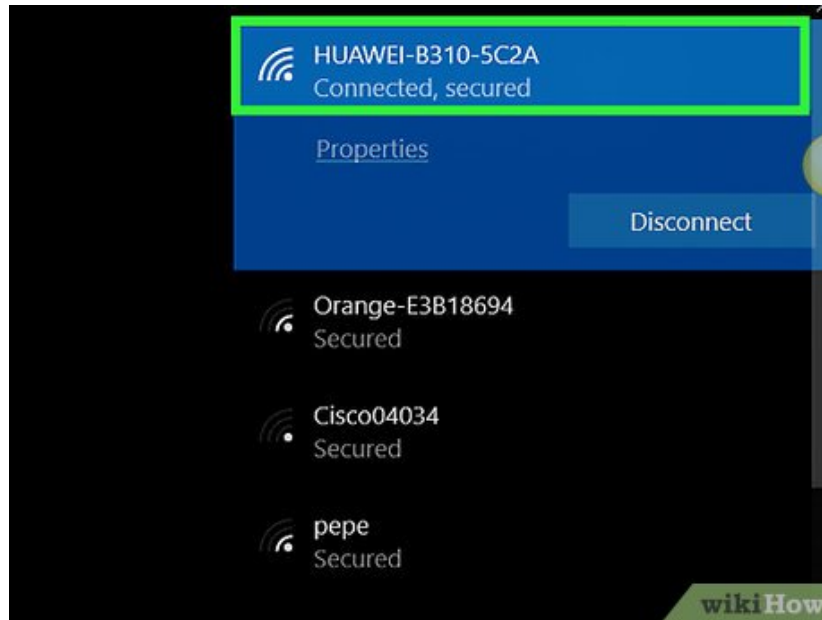 HUAWEI-B310-5C2A
Connected, secured
Properties
Disconnect
Orange-E3B18694
Secured
Cisco04034
Secured
pepe
Secured
wikiHow